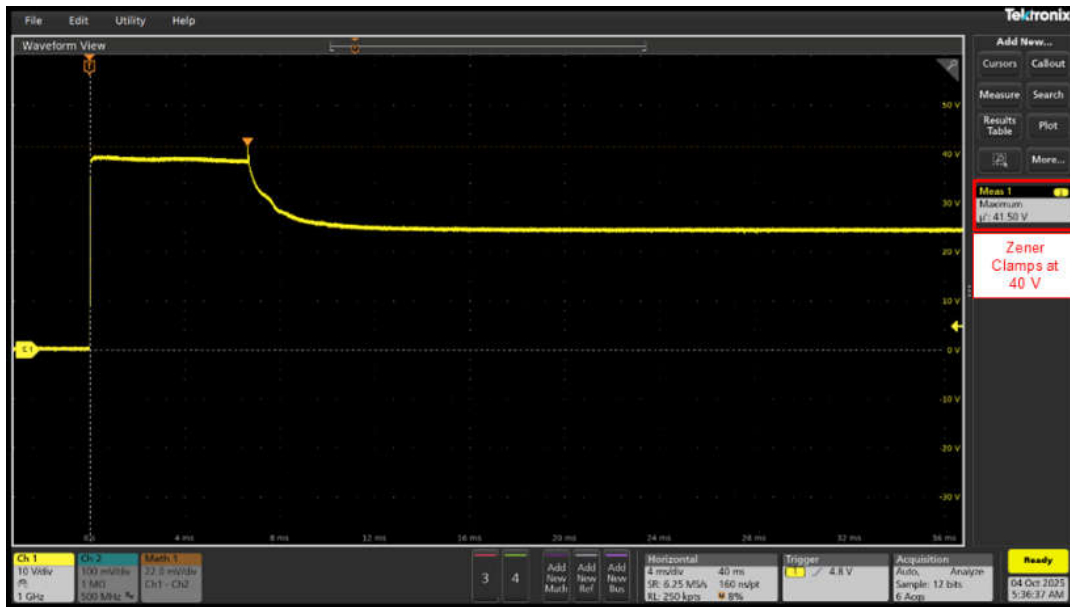 File Edit Utility Help
Tektronix
Waveform View
Add New...
Cursors Callout
Measure Search
Results Table Plot
More...
Meas 1
Maximum
µ': 41.50 V
Zener
Clamps at
40 V
50 V
40 V
30 V
20 V
10 V
0 V
-10 V
-20 V
-30 V
C1
0 s 4 ms 8 ms 12 ms 16 ms 20 ms 24 ms 28 ms 32 ms 36 ms
Ch 1
10 V/div
1 GHz
Ch 2
100 mV/div
1 MΩ
500 MHz
Math 1
22.0 mV/div
Ch1 - Ch2
3
4
Add New Math
Add New Ref
Add New Bus
Horizontal
4 ms/div 40 ms
SR: 6.25 MS/s 160 ns/pt
RL: 250 kpts 8%
Trigger
1 4.8 V
Acquisition
Auto, Analyze
Sample: 12 bits
6 Acqs
Ready
04 Oct 2025
5:36:37 AM